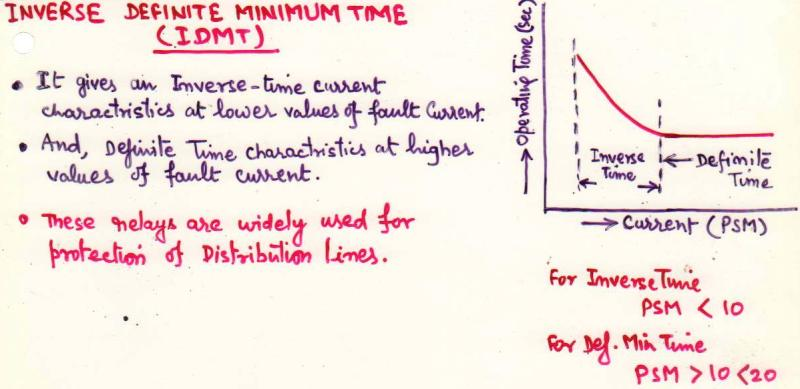 INVERSE DEFINITE MINIMUM TIME
(IDMT)
• It gives an Inverse-time current
charactristics at lower values of fault Current.
• And, Definite Time charactristics at higher
values of fault current.
• These relays are widely used for
protection of Distribution Lines.
→ Operating Time (sec)
Inverse
Time
← Definite
Time
→ Current (PSM)
For Inverse Time
PSM < 10
For Def. Min Time
PSM > 10 < 20